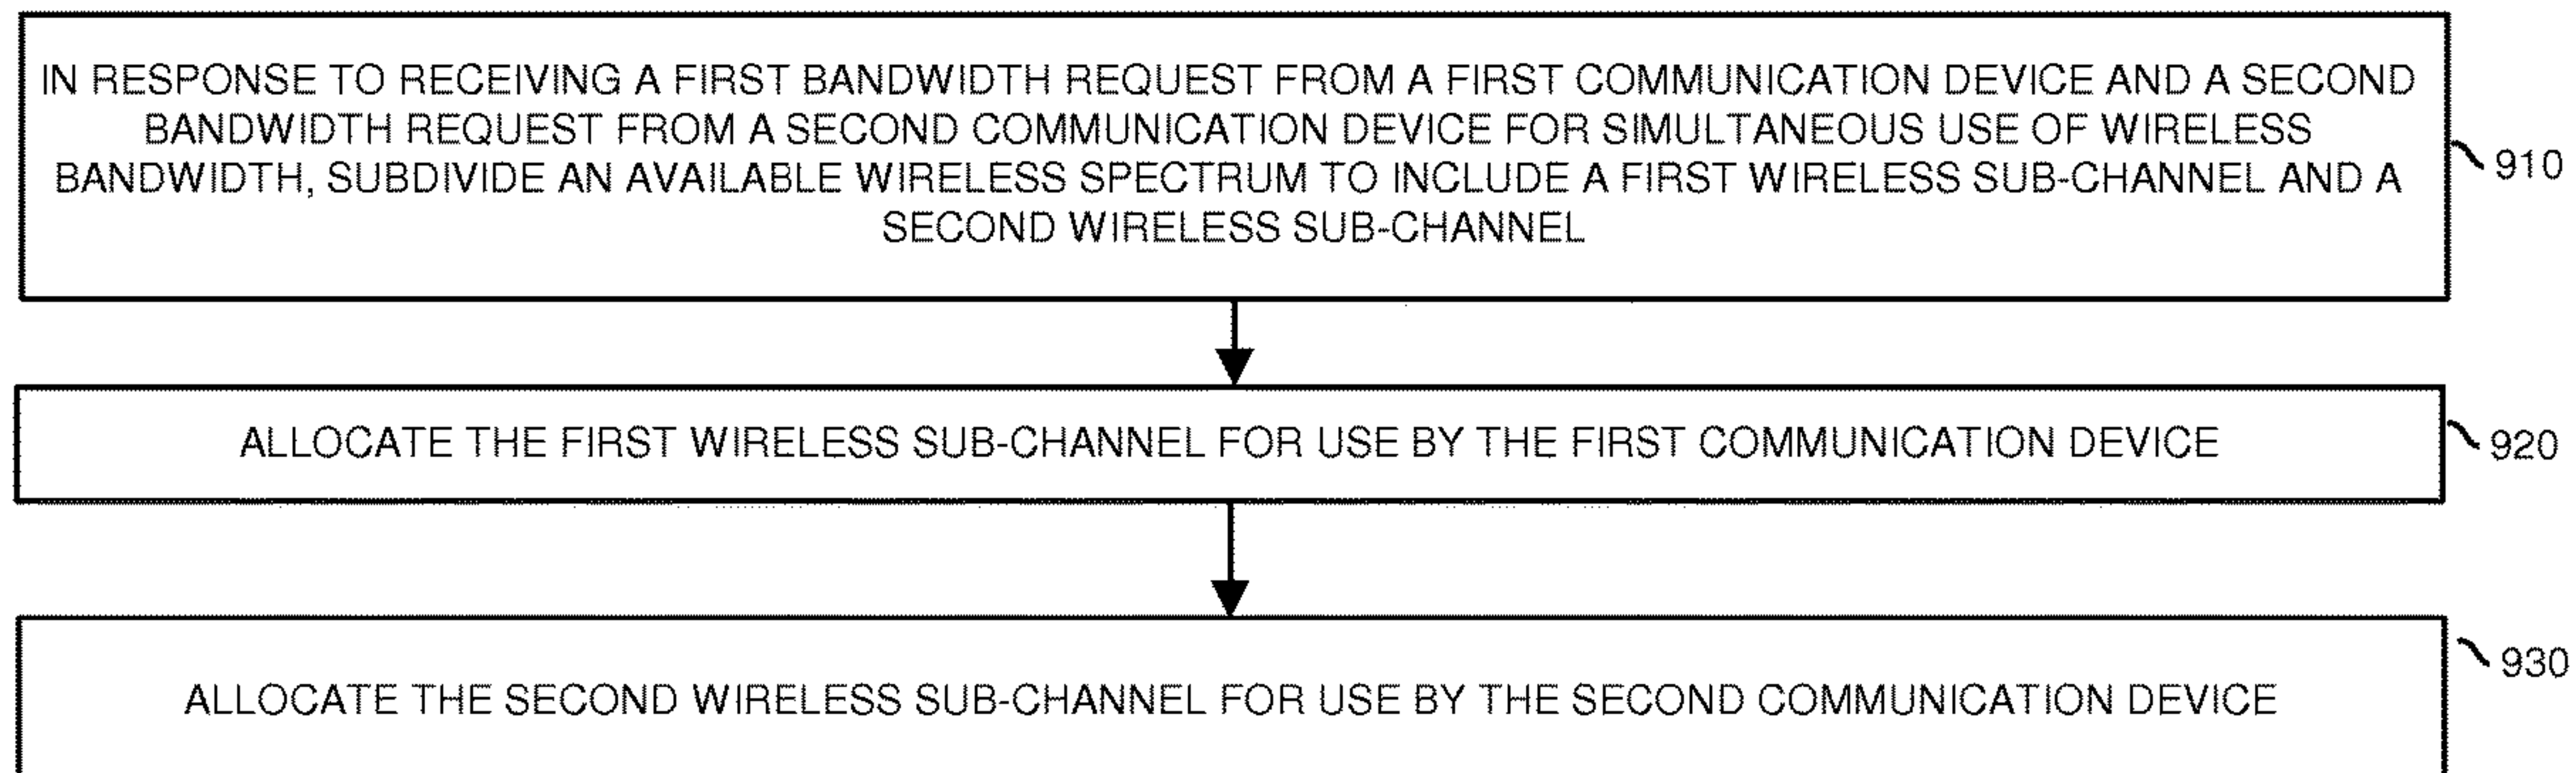 IN RESPONSE TO RECEIVING A FIRST BANDWIDTH REQUEST FROM A FIRST COMMUNICATION DEVICE AND A SECOND
BANDWIDTH REQUEST FROM A SECOND COMMUNICATION DEVICE FOR SIMULTANEOUS USE OF WIRELESS
BANDWIDTH, SUBDIVIDE AN AVAILABLE WIRELESS SPECTRUM TO INCLUDE A FIRST WIRELESS SUB-CHANNEL AND A
SECOND WIRELESS SUB-CHANNEL
910
ALLOCATE THE FIRST WIRELESS SUB-CHANNEL FOR USE BY THE FIRST COMMUNICATION DEVICE
920
ALLOCATE THE SECOND WIRELESS SUB-CHANNEL FOR USE BY THE SECOND COMMUNICATION DEVICE
930